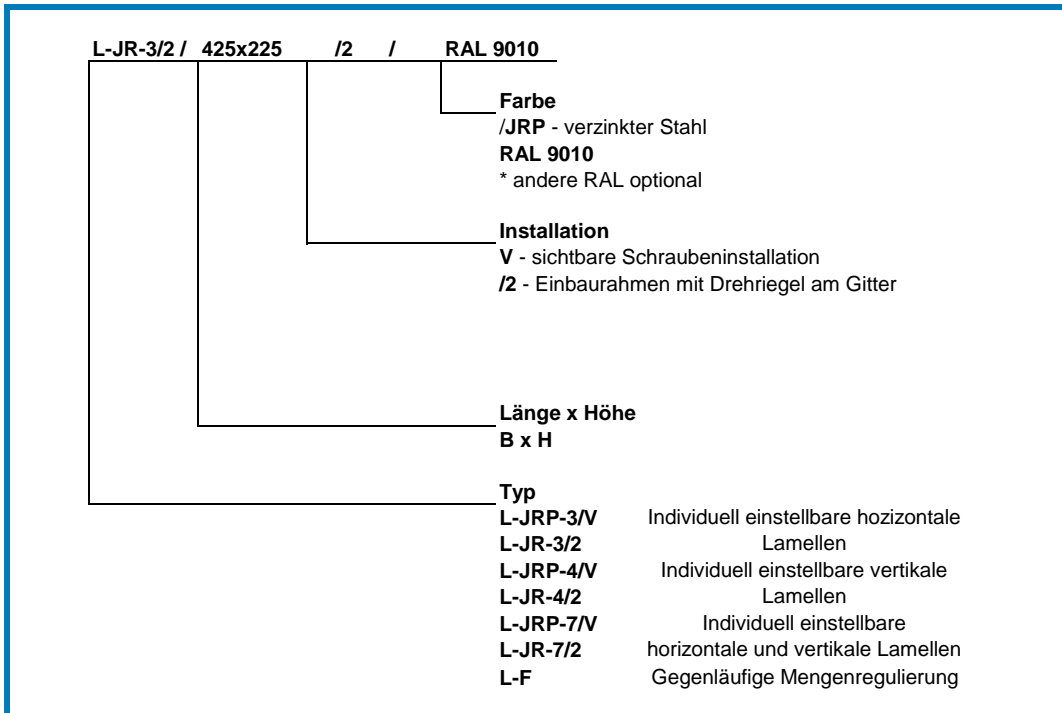 L-JR-3/2 / 425x225 /2 / RAL 9010
Farbe
/JRP - verzinkter Stahl
RAL 9010
* andere RAL optional
Installation
V - sichtbare Schraubeninstallation
/2 - Einbaurahmen mit Drehriegel am Gitter
Länge x Höhe
B x H
Typ
L-JRP-3/V Individuell einstellbare hozizontale
L-JR-3/2 Lamellen
L-JRP-4/V Individuell einstellbare vertikale
L-JR-4/2 Lamellen
L-JRP-7/V Individuell einstellbare
L-JR-7/2 horizontale und vertikale Lamellen
L-F Gegenläufige Mengenregulierung